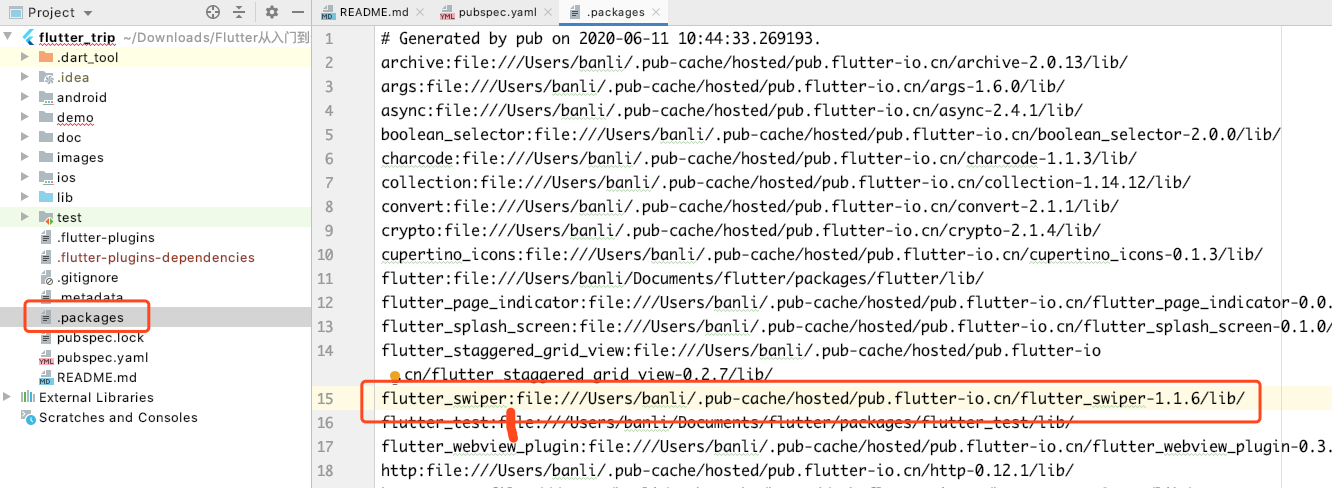 Project
README.md
pubspec.yaml
.packages
flutter_trip ~/Downloads/Flutter从入门到
.dart_tool
.idea
android
demo
doc
images
ios
lib
test
.flutter-plugins
.flutter-plugins-dependencies
.gitignore
.metadata
.packages
pubspec.lock
pubspec.yaml
README.md
External Libraries
Scratches and Consoles
1 # Generated by pub on 2020-06-11 10:44:33.269193.
2 archive:file:///Users/banli/.pub-cache/hosted/pub.flutter-io.cn/archive-2.0.13/lib/
3 args:file:///Users/banli/.pub-cache/hosted/pub.flutter-io.cn/args-1.6.0/lib/
4 async:file:///Users/banli/.pub-cache/hosted/pub.flutter-io.cn/async-2.4.1/lib/
5 boolean_selector:file:///Users/banli/.pub-cache/hosted/pub.flutter-io.cn/boolean_selector-2.0.0/lib/
6 charcode:file:///Users/banli/.pub-cache/hosted/pub.flutter-io.cn/charcode-1.1.3/lib/
7 collection:file:///Users/banli/.pub-cache/hosted/pub.flutter-io.cn/collection-1.14.12/lib/
8 convert:file:///Users/banli/.pub-cache/hosted/pub.flutter-io.cn/convert-2.1.1/lib/
9 crypto:file:///Users/banli/.pub-cache/hosted/pub.flutter-io.cn/crypto-2.1.4/lib/
10 cupertino_icons:file:///Users/banli/.pub-cache/hosted/pub.flutter-io.cn/cupertino_icons-0.1.3/lib/
11 flutter:file:///Users/banli/Documents/flutter/packages/flutter/lib/
12 flutter_page_indicator:file:///Users/banli/.pub-cache/hosted/pub.flutter-io.cn/flutter_page_indicator-0.0.
13 flutter_splash_screen:file:///Users/banli/.pub-cache/hosted/pub.flutter-io.cn/flutter_splash_screen-0.1.0/
14 flutter_staggered_grid_view:file:///Users/banli/.pub-cache/hosted/pub.flutter-io
.cn/flutter_staggered_grid_view-0.2.7/lib/
15 flutter_swiper:file:///Users/banli/.pub-cache/hosted/pub.flutter-io.cn/flutter_swiper-1.1.6/lib/
16 flutter_test:file:///Users/banli/Documents/flutter/packages/flutter_test/lib/
17 flutter_webview_plugin:file:///Users/banli/.pub-cache/hosted/pub.flutter-io.cn/flutter_webview_plugin-0.3.
18 http:file:///Users/banli/.pub-cache/hosted/pub.flutter-io.cn/http-0.12.1/lib/